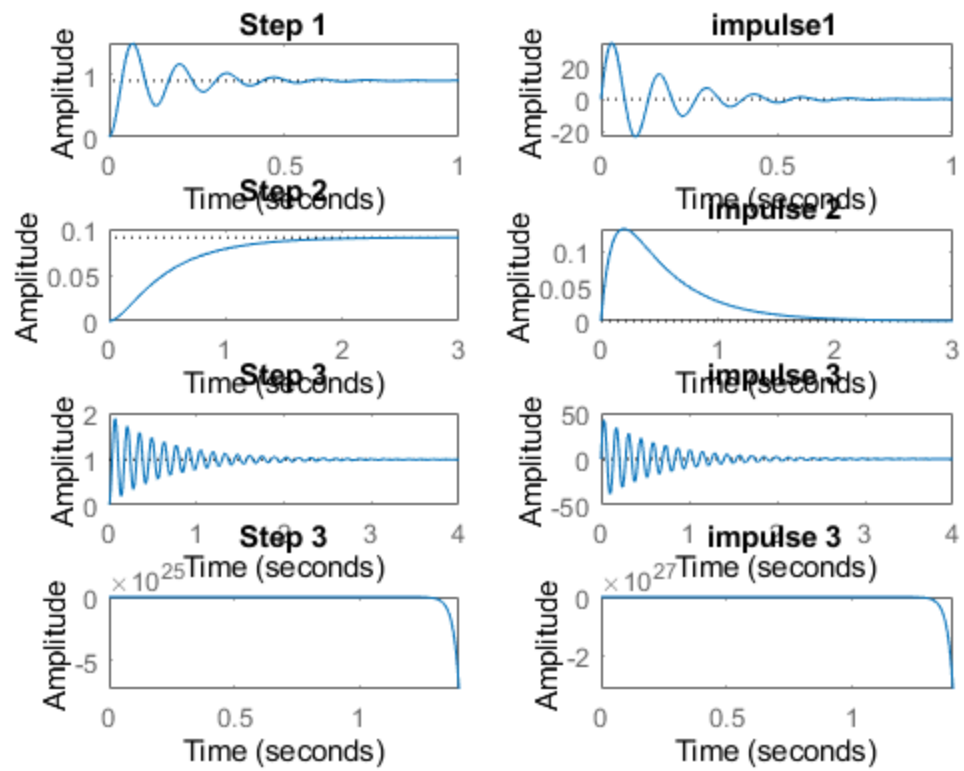 Step 1
Amplitude
1
0
0
0.5
1
Time (seconds)
impulse1
Amplitude
20
0
-20
0
0.5
1
Time (seconds)
Step 2
Amplitude
0.1
0.05
0
0
1
2
3
Time (seconds)
impulse 2
Amplitude
0.1
0.05
0
0
1
2
3
Time (seconds)
Step 3
Amplitude
2
1
0
0
1
2
3
4
Time (seconds)
impulse 3
Amplitude
50
0
-50
0
1
2
3
4
Time (seconds)
Step 3
×10²⁵
Amplitude
0
-5
0
0.5
1
Time (seconds)
impulse 3
×10²⁷
Amplitude
0
-2
0
0.5
1
Time (seconds)